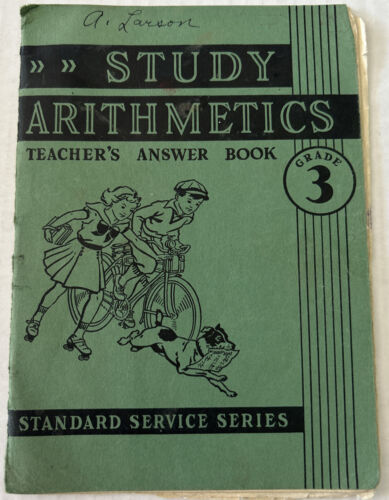 A. Larson
» » STUDY
ARITHMETICS
TEACHER'S ANSWER BOOK
GRADE
3
STANDARD SERVICE SERIES